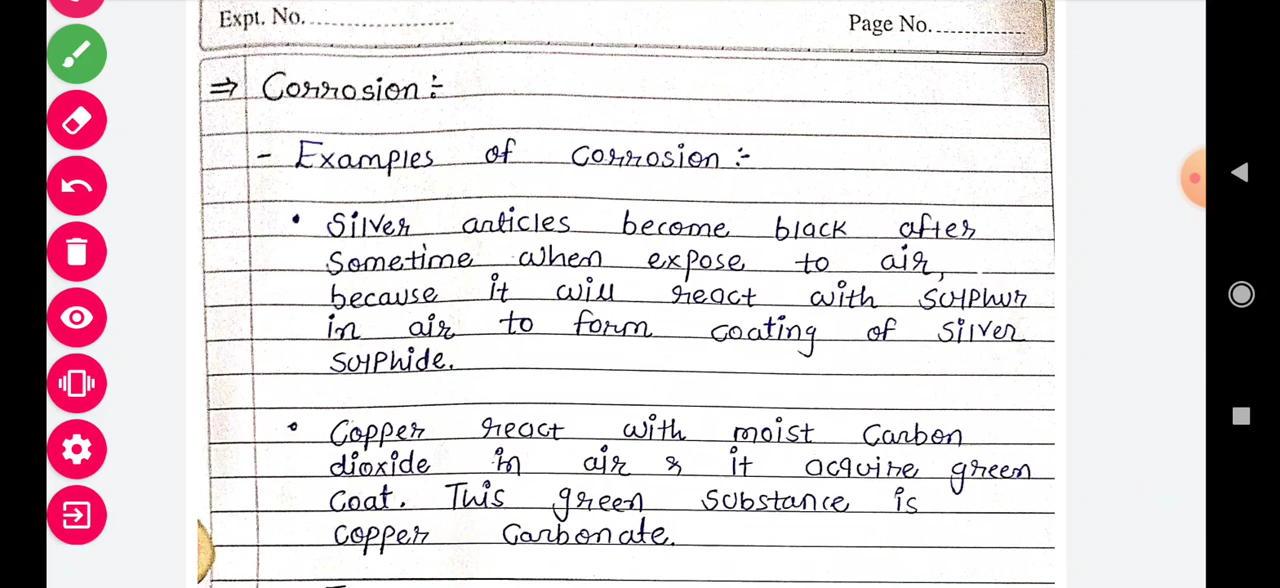 Expt. No.
Page No.
⇒ Corrosion :-
- Examples of corrosion :-
• Silver articles become black after
Sometime when expose to air,
because it will react with sulphur
in air to form coating of silver
sulphide.
• Copper react with moist Carbon
dioxide in air & it acquire green
coat. This green substance is
copper Carbonate.